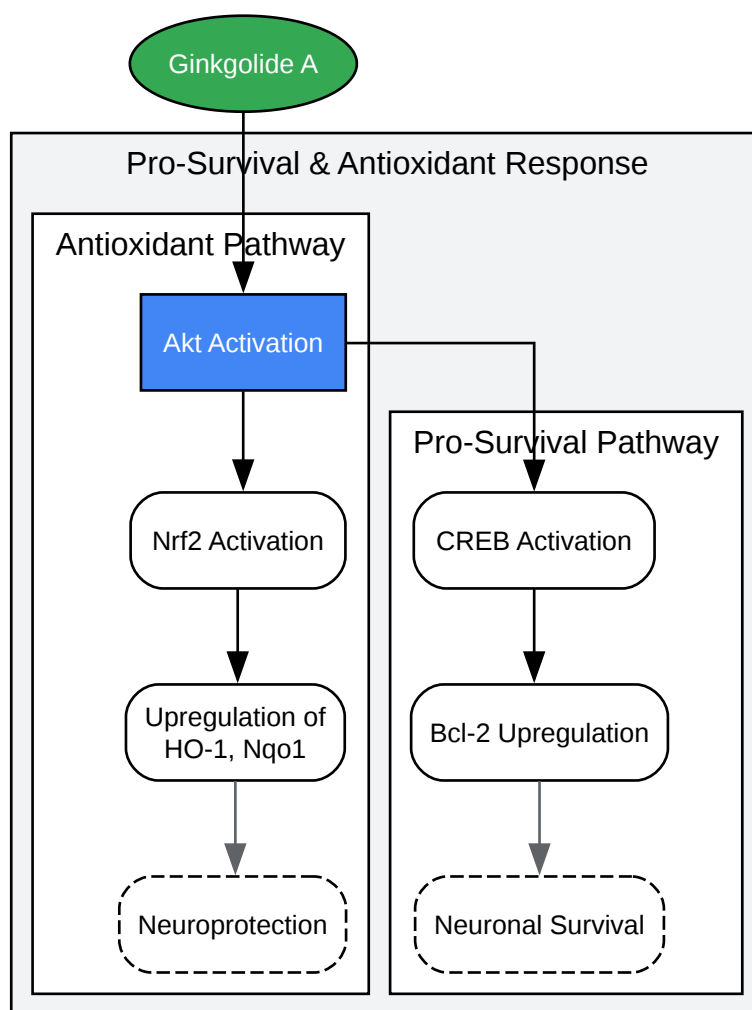 Ginkgolide A
Pro-Survival & Antioxidant Response
Antioxidant Pathway
Akt Activation
Pro-Survival Pathway
Nrf2 Activation
CREB Activation
Upregulation of
HO-1, Nqo1
Bcl-2 Upregulation
Neuroprotection
Neuronal Survival